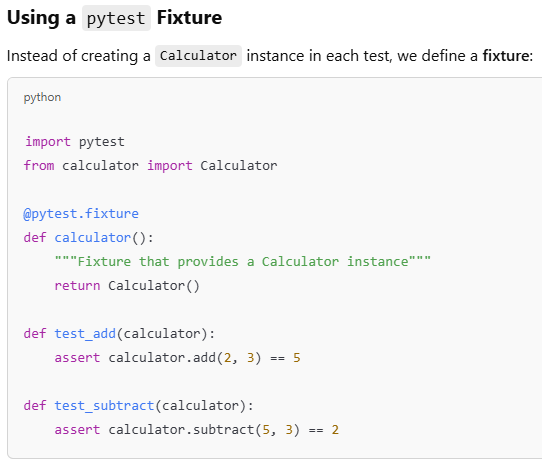 Using a pytest Fixture
Instead of creating a Calculator instance in each test, we define a fixture:
python
import pytest
from calculator import Calculator
@pytest.fixture
def calculator():
    """Fixture that provides a Calculator instance"""
    return Calculator()
def test_add(calculator):
    assert calculator.add(2, 3) == 5
def test_subtract(calculator):
    assert calculator.subtract(5, 3) == 2